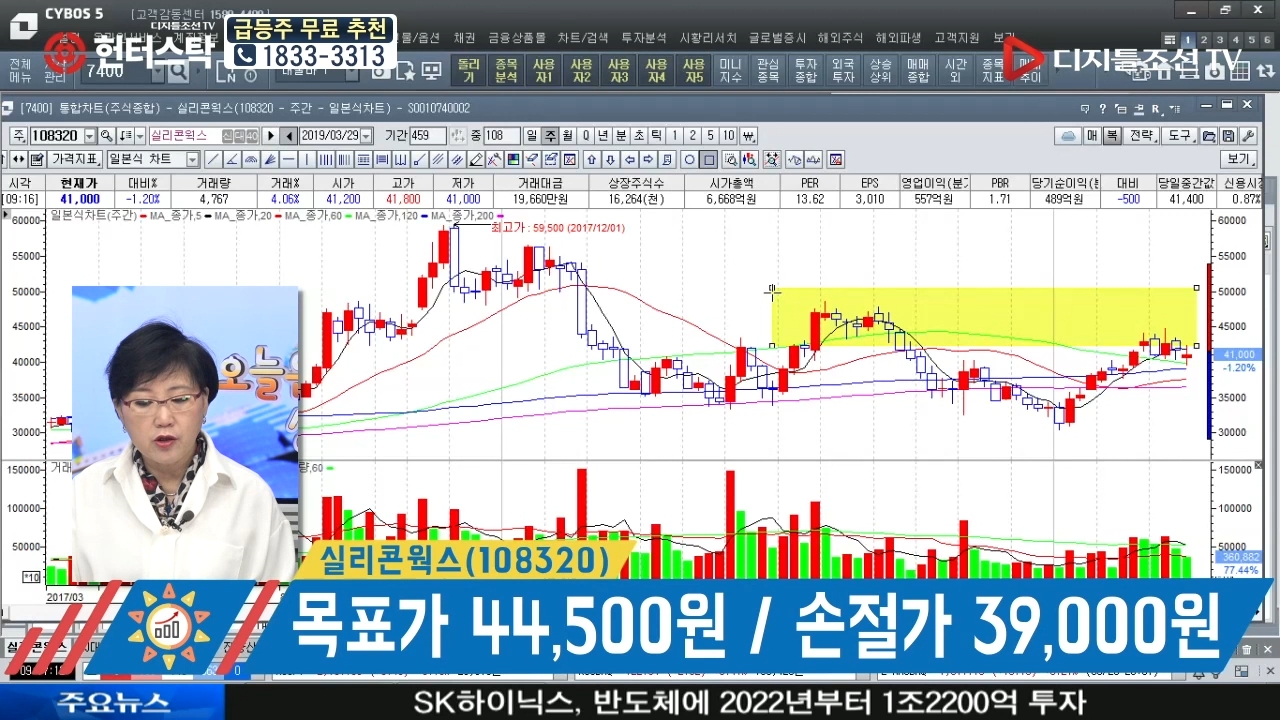 CYBOS 5 [고객감동센터
디지틀조선TV
헌터스탁
급등주 무료 추천
1833-3313
채권 금융상품몰 차트/검색 투자분석 시황리서치 글로벌증시 해외주식 해외파생 고객지원
전체메뉴 7400
돌리기 종목분석 사용자1 사용자2 사용자3 사용자4 사용자5 미니지수 관심종목 투자종합 외국투자 상승상위 매매종합 시간외
디지틀조선TV
[7400] 통합차트(주식종합) - 실리콘웍스(108320 - 주간 - 일본식차트) - S0010740002
주 108320 실리콘웍스 2019/03/29 기간 459 종 108 일 주 월 Q 년 분 초 틱 1 2 5 10 매 복 전략 도구
가격지표 일본식 차트 보기
시각 현재가 대비% 거래량 거래% 시가 고가 저가 거래대금 상장주식수 시가총액 PER EPS 영업이익(분기 PBR 당기순이익(분 대비 당일중간값 신용시
[09:16] 41,000 -1.20% 4,767 4.06% 41,200 41,800 41,000 19,660만원 16,264(천) 6,668억원 13.62 3,010 557억원 1.71 489억원 -500 41,400 0.87%
일본식차트(주간) MA_종가,5 MA_종가,20 MA_종가,60 MA_종가,120 MA_종가,200
최고가 : 59,500 (2017/12/01)
60000 60000
55000 55000
50000 50000
45000 45000
40000 41,000
-1.20%
35000 35000
30000 30000
오늘
150000 거래 량,60 150000
100000 100000
50000 50000
360,882
77.44%
*10
2017/03
실리콘웍스(108320)
목표가 44,500원 / 손절가 39,000원
주요뉴스 SK하이닉스, 반도체에 2022년부터 1조2200억 투자